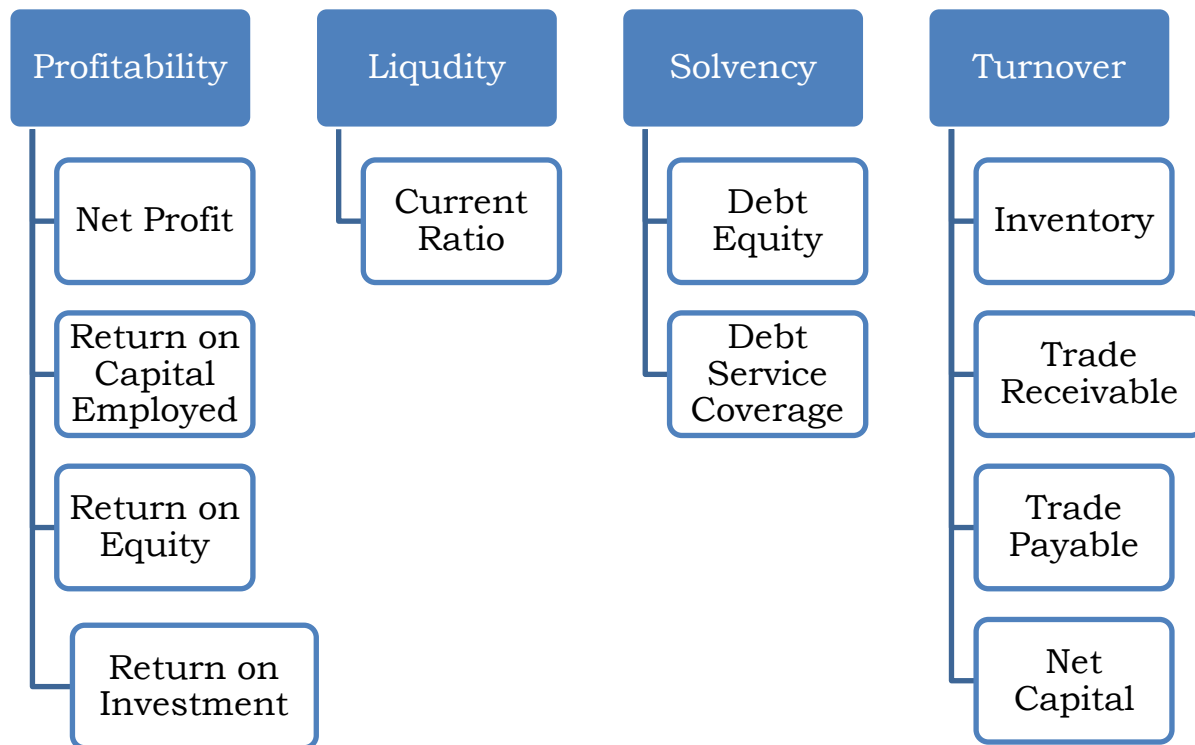 Profitability
Net Profit
Return on
Capital
Employed
Return on
Equity
Return on
Investment
Liqudity
Current
Ratio
Solvency
Debt
Equity
Debt
Service
Coverage
Turnover
Inventory
Trade
Receivable
Trade
Payable
Net
Capital